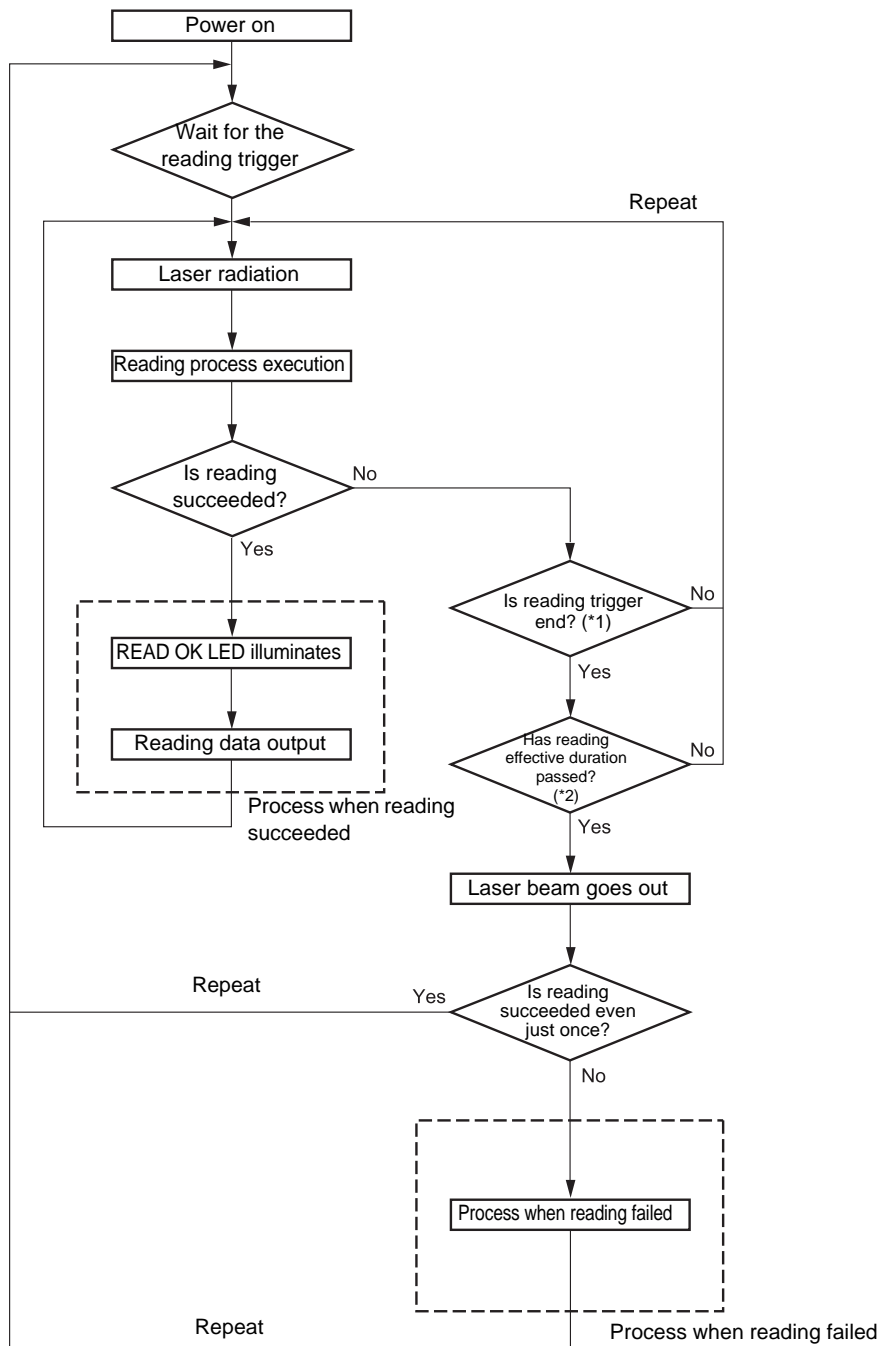 Power on
Wait for the
reading trigger
Repeat
Laser radiation
Reading process execution
Is reading
succeeded?
No
Yes
Is reading trigger
end? (*1)
No
Yes
READ OK LED illuminates
Reading data output
Process when reading
succeeded
Has reading
effective duration
passed?
(*2)
No
Yes
Laser beam goes out
Repeat
Yes
Is reading
succeeded even
just once?
No
Process when reading failed
Repeat
Process when reading failed